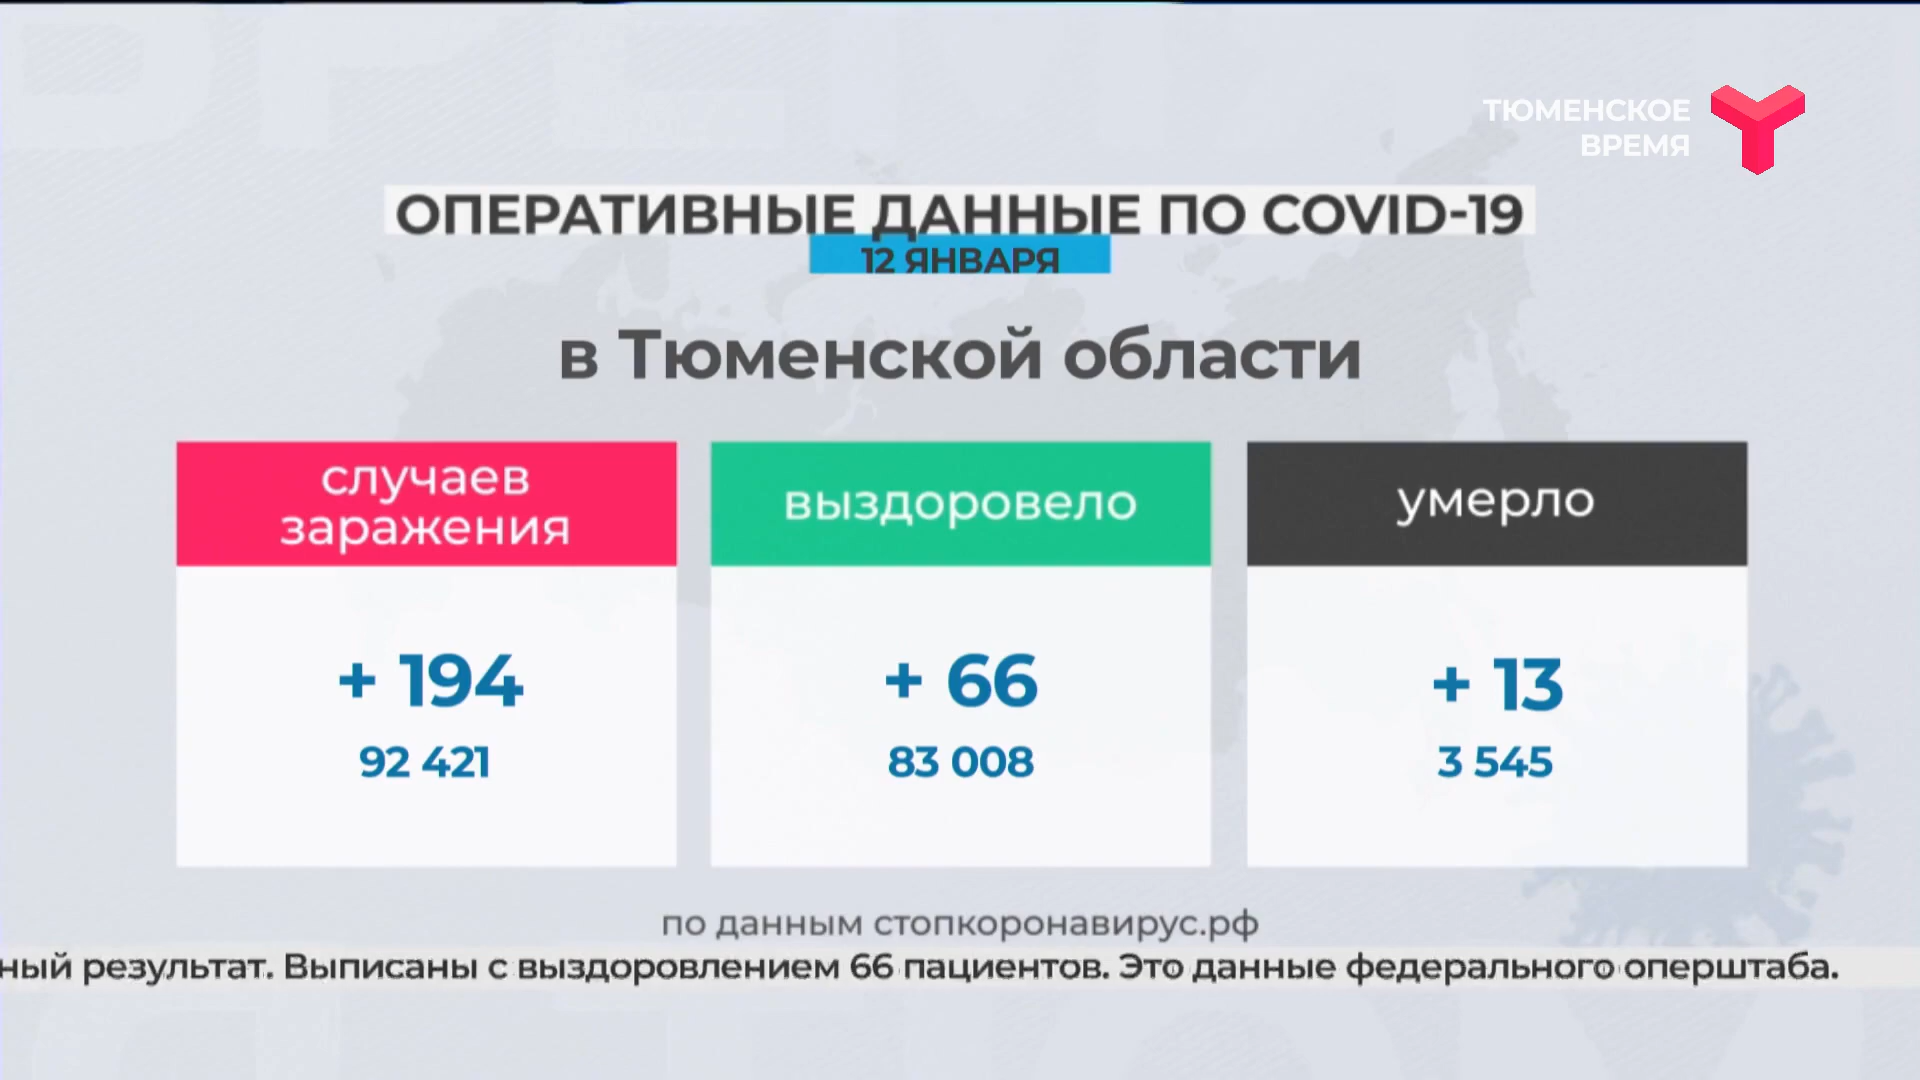 ТЮМЕНСКОЕ
ВРЕМЯ
ОПЕРАТИВНЫЕ ДАННЫЕ ПО COVID-19
12 ЯНВАРЯ
в Тюменской области
случаев
заражения
+ 194
92 421
выздоровело
+ 66
83 008
умерло
+ 13
3 545
по данным стопкоронавирус.рф
ный результат. Выписаны с выздоровлением 66 пациентов. Это данные федерального оперштаба.